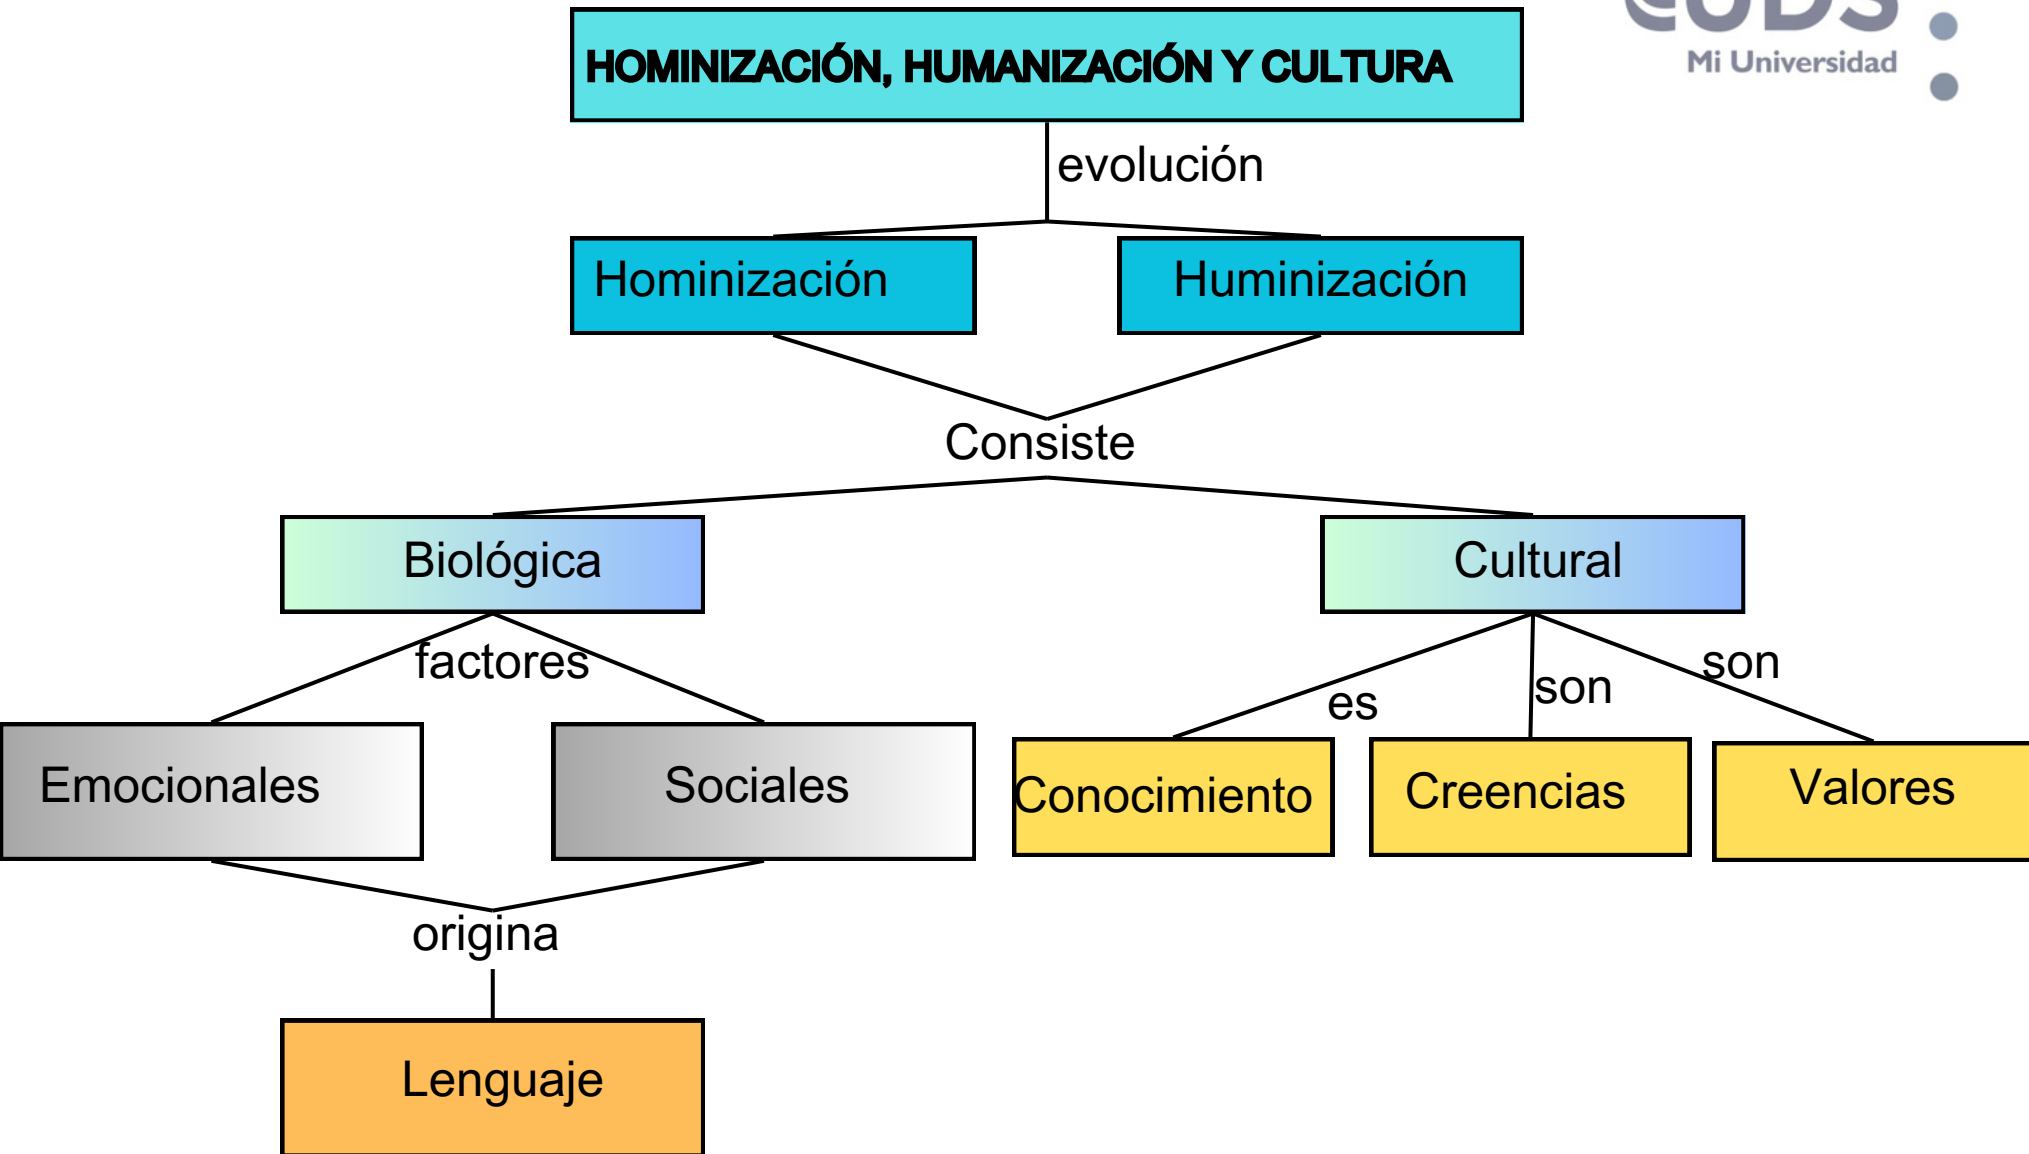 HOMINIZACIÓN, HUMANIZACIÓN Y CULTURA
Mi Universidad
evolución
Hominización
Huminización
Consiste
Biológica
Cultural
factores
es
son
son
Emocionales
Sociales
Conocimiento
Creencias
Valores
origina
Lenguaje